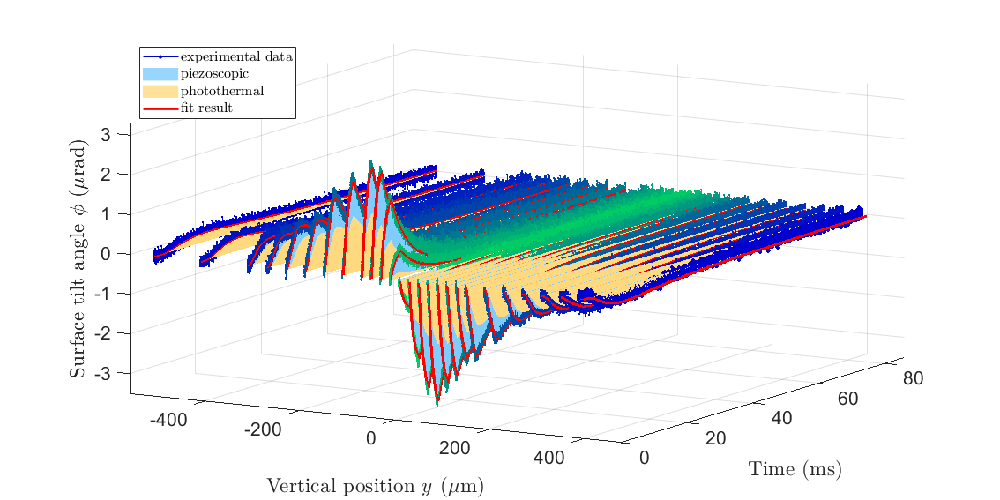 experimental data
piezoscopic
photothermal
fit result
3
2
1
0
-1
-2
-3
Surface tilt angle ϕ (μrad)
-400
-200
0
200
400
Vertical position y (μm)
0
20
40
60
80
Time (ms)